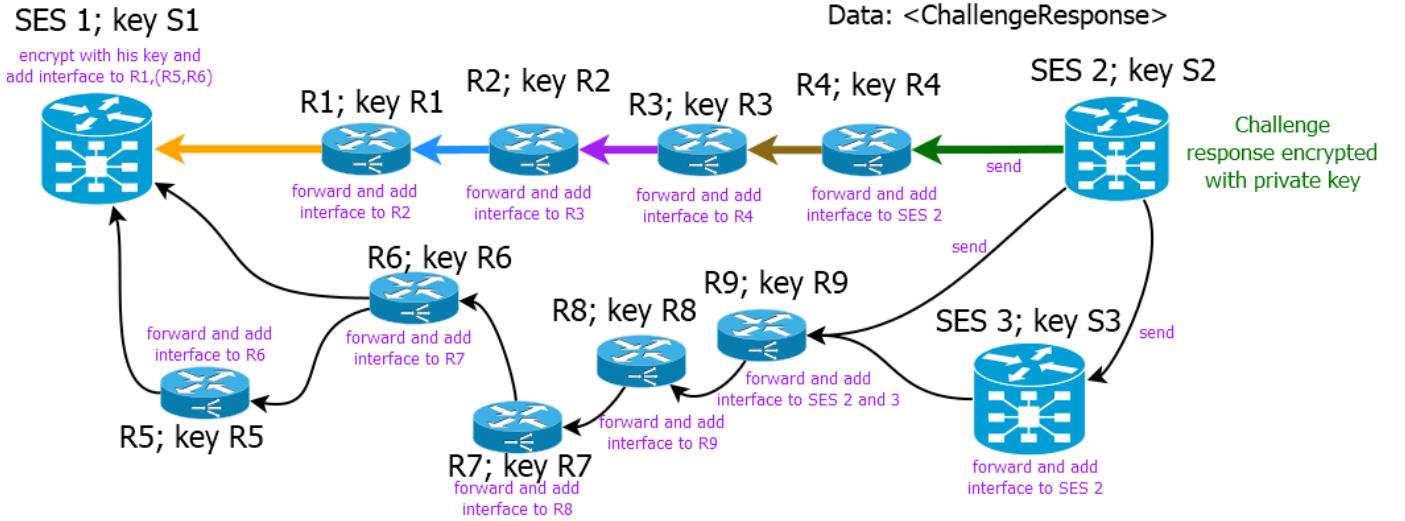 SES 1; key S1
encrypt with his key and
add interface to R1,(R5,R6)
Data: <ChallengeResponse>
R1; key R1
R2; key R2
R3; key R3
R4; key R4
SES 2; key S2
Challenge
response encrypted
with private key
send
forward and add
interface to R2
forward and add
interface to R3
forward and add
interface to R4
forward and add
interface to SES 2
send
send
R6; key R6
forward and add
interface to R7
R9; key R9
forward and add
interface to SES 2 and 3
R8; key R8
forward and add
interface to R9
SES 3; key S3
forward and add
interface to SES 2
forward and add
interface to R6
R5; key R5
R7; key R7
forward and add
interface to R8